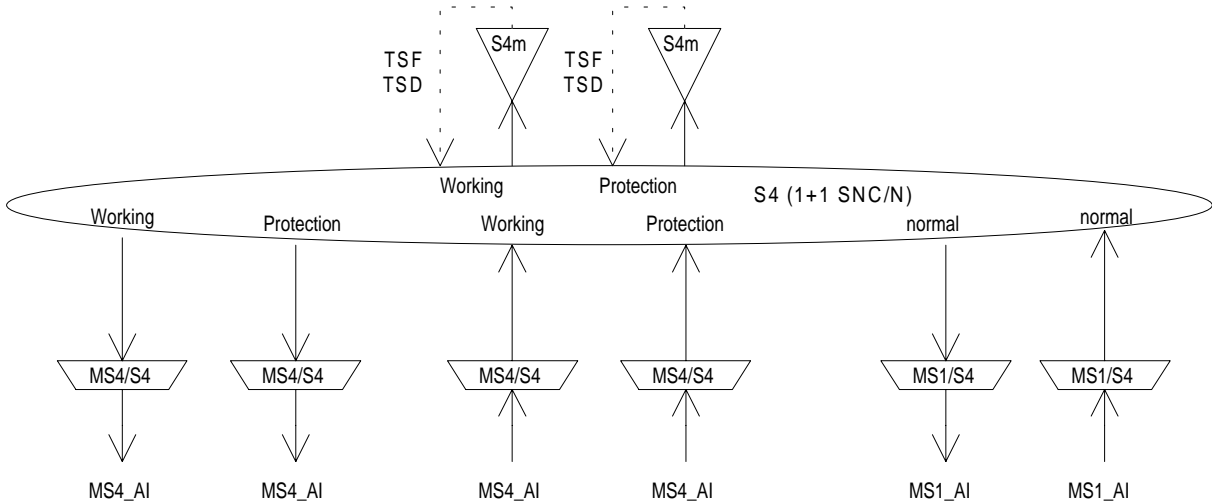 S4m S4m
TSF TSF
TSD TSD
Working Protection S4 (1+1 SNC/N)
Working Protection Working Protection normal normal
MS4/S4 MS4/S4 MS4/S4 MS4/S4 MS1/S4 MS1/S4
MS4_AI MS4_AI MS4_AI MS4_AI MS1_AI MS1_AI